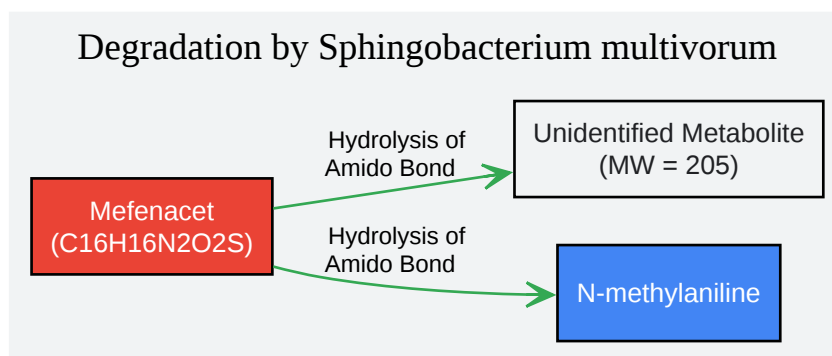 Degradation by Sphingobacterium multivorum
Hydrolysis of
Amido Bond
Unidentified Metabolite
(MW = 205)
Mefenacet
(C16H16N2O2S)
Hydrolysis of
Amido Bond
N-methylaniline